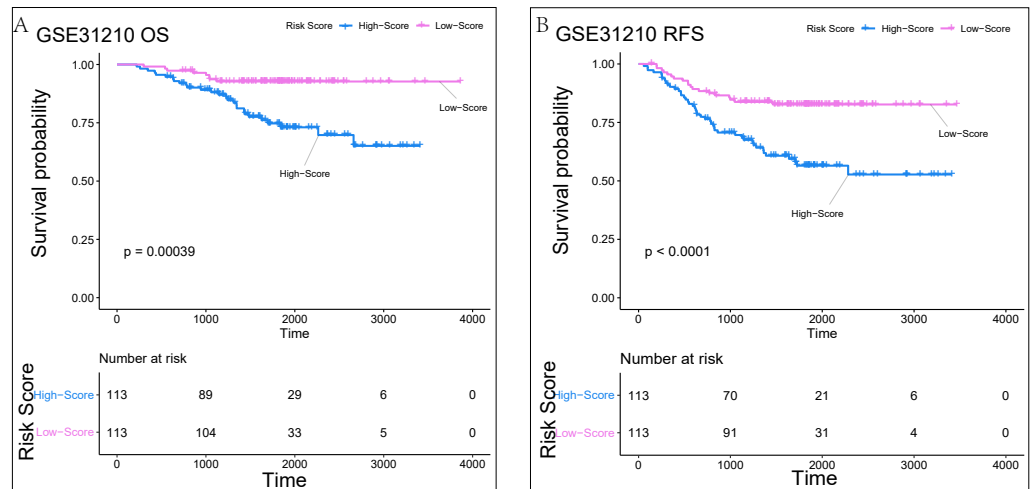 A GSE31210 OS
Risk Score High−Score Low−Score
1.00
0.75
0.50
0.25
0.00
Survival probability
Low−Score
High−Score
p = 0.00039
0 1000 2000 3000 4000
Time
Number at risk
Risk Score
High−Score 113 89 29 6 0
Low−Score 113 104 33 5 0
0 1000 2000 3000 4000
Time
B GSE31210 RFS
Risk Score High−Score Low−Score
1.00
0.75
0.50
0.25
0.00
Survival probability
Low−Score
High−Score
p < 0.0001
0 1000 2000 3000 4000
Time
Number at risk
Risk Score
High−Score 113 70 21 6 0
Low−Score 113 91 31 4 0
0 1000 2000 3000 4000
Time